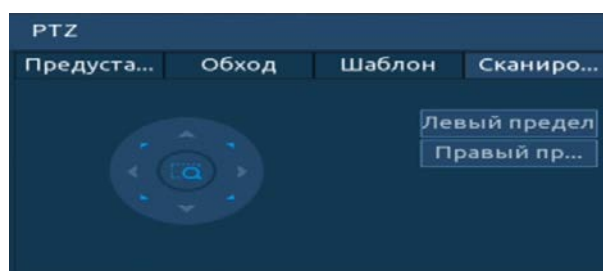 PTZ
Предуста... Обход Шаблон Сканиро...
Левый предел
Правый пр...